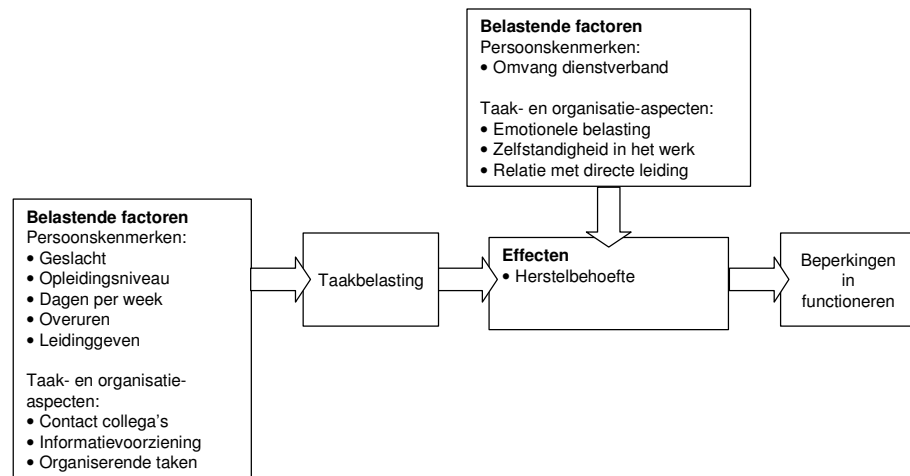 Belastende factoren
Persoonskenmerken:
• Omvang dienstverband
Taak- en organisatie-aspecten:
• Emotionele belasting
• Zelfstandigheid in het werk
• Relatie met directe leiding
Belastende factoren
Persoonskenmerken:
• Geslacht
• Opleidingsniveau
• Dagen per week
• Overuren
• Leidinggeven
Taak- en organisatie-
aspecten:
• Contact collega's
• Informatievoorziening
• Organiserende taken
Taakbelasting
Effecten
• Herstelbehoefte
Beperkingen
in
functioneren